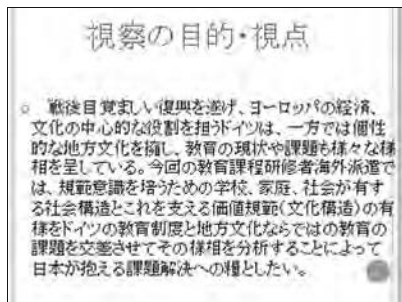 視察の目的・視点
○ 戦後目覚ましい復興を遂げ、ヨーロッパの経済、
文化の中心的な役割を担うドイツは、一方では個性
的な地方文化を擁し、教育の現状や課題も様々な様
相を呈している。今回の教育課程研修者海外派遣で
は、規範意識を培うための学校、家庭、社会が有す
る社会構造とこれを支える価値規範(文化構造)の有
様をドイツの教育制度と地方文化ならではの教育の
課題を交差させてその様相を分析することによって
日本が抱える課題解決への糧としたい。